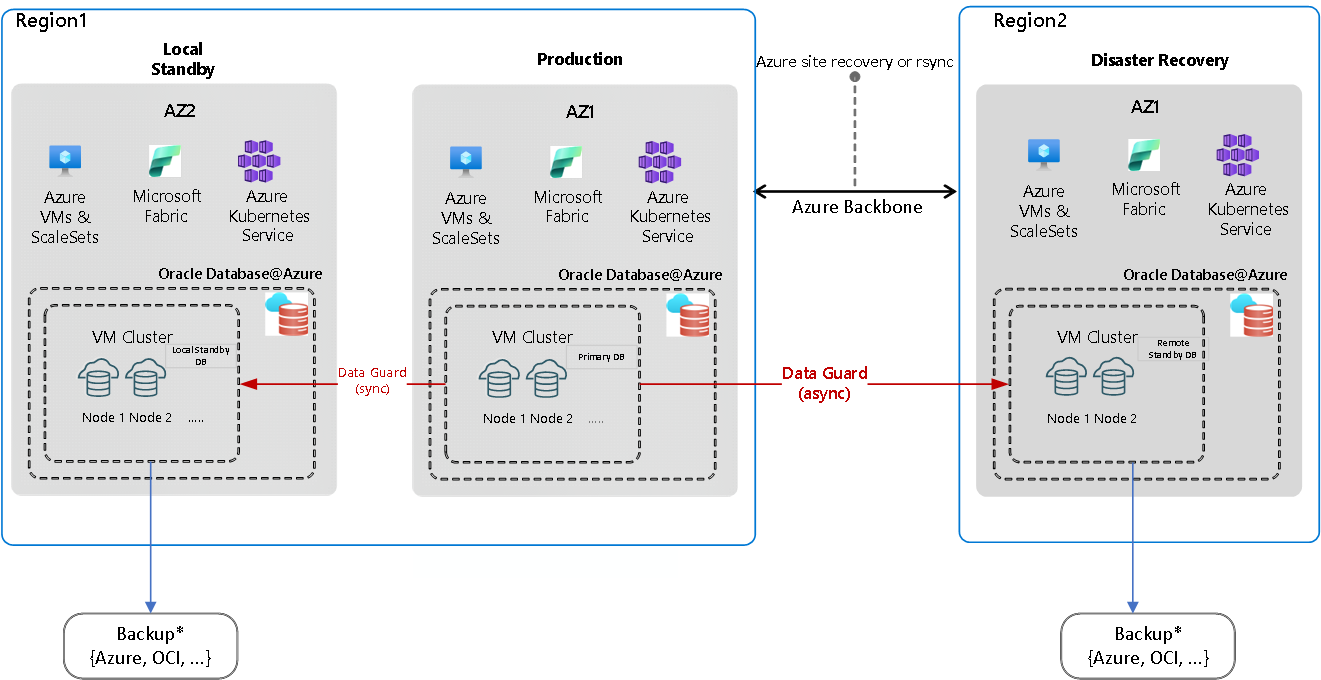 Region1
Local
Standby
AZ2
Azure
VMs &
ScaleSets
Microsoft
Fabric
Azure
Kubernetes
Service
Oracle Database@Azure
VM Cluster
Local Standby
DB
Node 1 Node 2 .....
Data Guard
(sync)
Production
AZ1
Azure
VMs &
ScaleSets
Microsoft
Fabric
Azure
Kubernetes
Service
Oracle Database@Azure
VM Cluster
Primary DB
Node 1 Node 2 .....
Azure site recovery or rsync
Azure Backbone
Data Guard
(async)
Region2
Disaster Recovery
AZ1
Azure
VMs &
ScaleSets
Microsoft
Fabric
Azure
Kubernetes
Service
Oracle Database@Azure
VM Cluster
Remote
Stand by DB
Node 1 Node 2
Backup*
{Azure, OCI, ...}
Backup*
{Azure, OCI, ...}